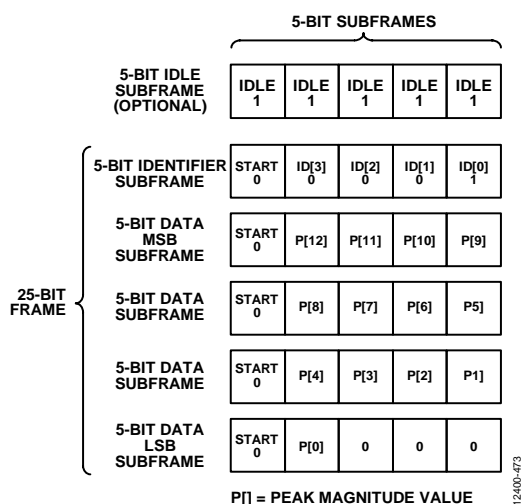 5-BIT SUBFRAMES
5-BIT IDLE
SUBFRAME
(OPTIONAL)
IDLE IDLE IDLE IDLE IDLE
1 1 1 1 1
5-BIT IDENTIFIER
SUBFRAME
START ID[3] ID[2] ID[1] ID[0]
0 0 0 0 1
5-BIT DATA
MSB
SUBFRAME
START P[12] P[11] P[10] P[9]
0
25-BIT
FRAME
5-BIT DATA
SUBFRAME
START P[8] P[7] P[6] P5]
0
5-BIT DATA
SUBFRAME
START P[4] P[3] P[2] P1]
0
5-BIT DATA
LSB
SUBFRAME
START P[0] 0 0 0
0
P[] = PEAK MAGNITUDE VALUE
12400-473